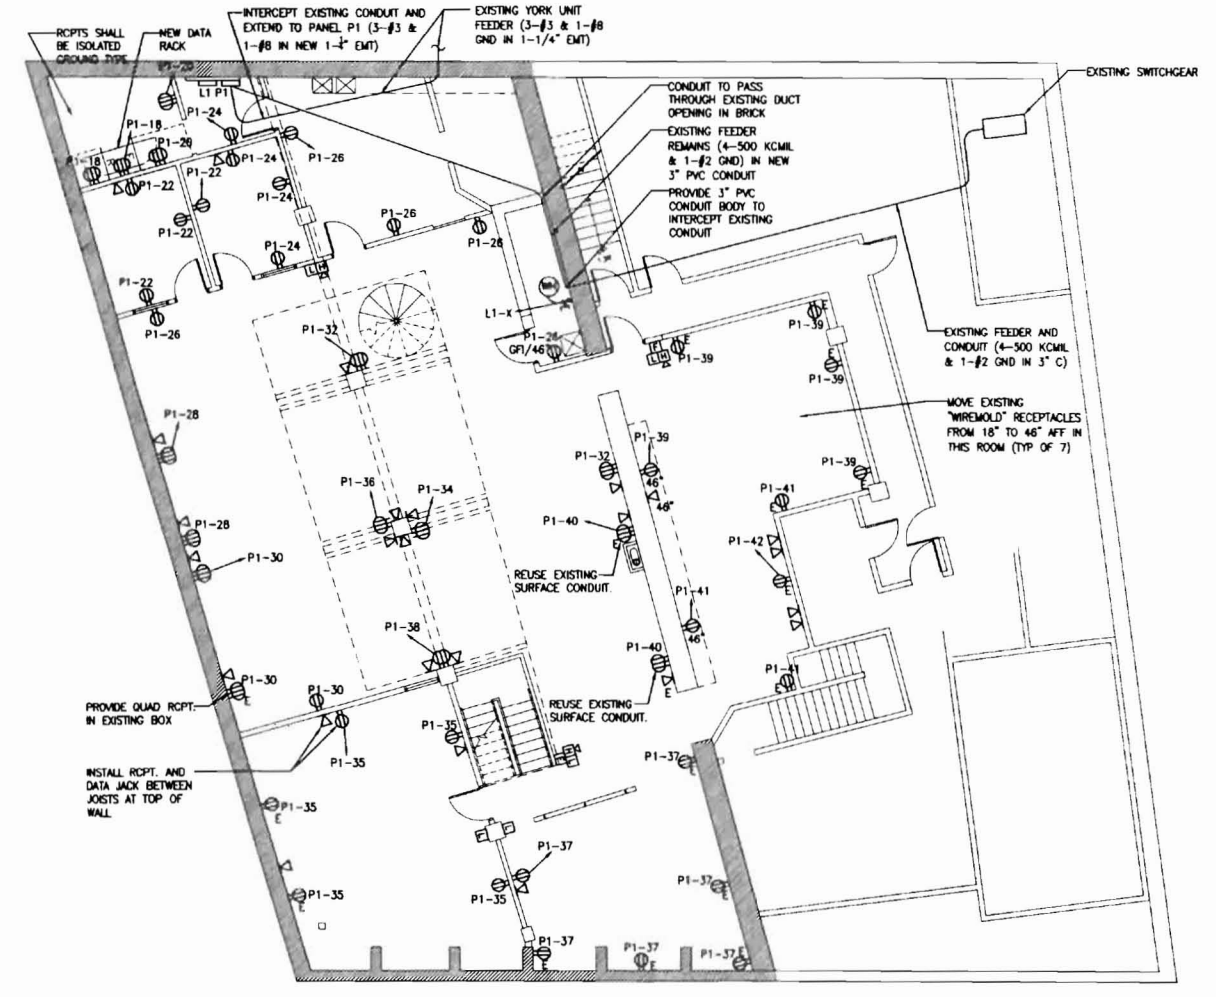 INTERCEPT EXISTING CONDUIT AND
EXTEND TO PANEL P1 (3-#3 &
1-#8 IN NEW 1-¼" EMT)
EXISTING YORK UNIT
FEEDER (3-#3 & 1-#8
GND IN 1-1/4" EMT)
RCPTS SHALL
BE ISOLATED
GROUND TYPE
NEW DATA
RACK
P1-20
L1 P1
EXISTING SWITCHGEAR
CONDUIT TO PASS
THROUGH EXISTING DUCT
OPENING IN BRICK
EXISTING FEEDER
REMAINS (4-500 KCMIL
& 1-#2 GND) IN NEW
3" PVC CONDUIT
PROVIDE 3" PVC
CONDUIT BODY TO
INTERCEPT EXISTING
CONDUIT
P1-24
P1-18
P1-20
P1-18
P1-24
P1-26
P1-22
P1-22
P1-24
P1-22
P1-26
P1-26
P1-24
L H
P1-22
P1-26
L1-X
P1-32
GFI/46"
P1-39
E
F
L H
E
P1-39
E
P1-39
EXISTING FEEDER AND
CONDUIT (4-500 KCMIL
& 1-#2 GND IN 3" C)
MOVE EXISTING
"WIREMOLD" RECEPTACLES
FROM 18" TO 46" AFF IN
THIS ROOM (TYP OF 7)
P1-28
P1-39
P1-32
46"
46"
P1-39
E
P1-36
P1-34
P1-41
E
P1-28
P1-40
E
P1-42
E
P1-30
REUSE EXISTING
SURFACE CONDUIT.
P1-41
46"
P1-38
P1-40
E
P1-41
E
P1-30
E
P1-30
PROVIDE QUAD RCPT.
IN EXISTING BOX
REUSE EXISTING
SURFACE CONDUIT.
P1-35
P1-35
P1-37
E
INSTALL RCPT. AND
DATA JACK BETWEEN
JOISTS AT TOP OF
WALL
P1-35
E
P1-37
P1-35
P1-35
E
P1-37
E
P1-37
E
P1-37
E
P1-37
E